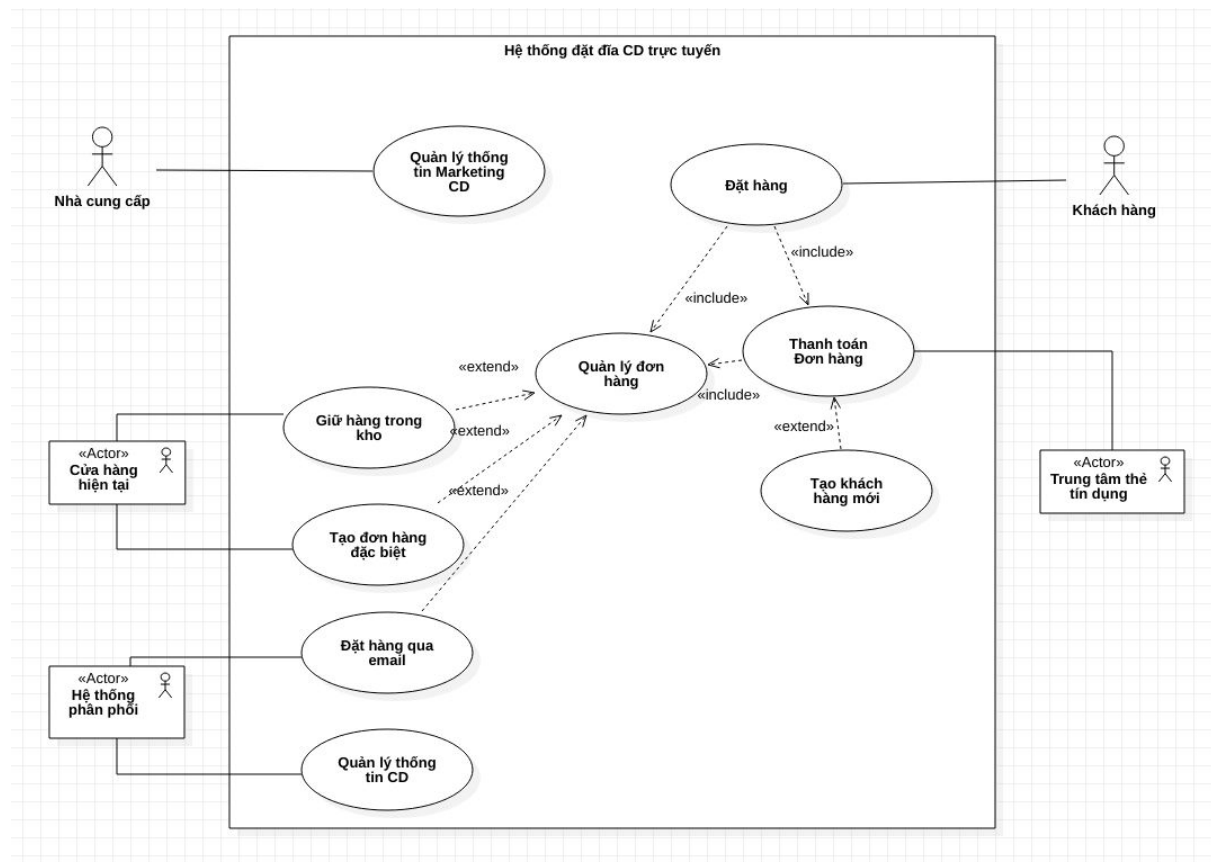 Hệ thống đặt đĩa CD trực tuyến
Quản lý thống
tin Marketing
CD
Đặt hàng
Nhà cung cấp
Khách hàng
«include»
«include»
Thanh toán
Đơn hàng
Quản lý đơn
hàng
«extend»
«include»
Giữ hàng trong
kho
«extend»
«extend»
«Actor»
Cửa hàng
hiện tại
«Actor»
Trung tâm thẻ
tín dụng
Tạo khách
hàng mới
«extend»
Tạo đơn hàng
đặc biệt
Đặt hàng qua
email
«Actor»
Hệ thống
phân phối
Quản lý thống
tin CD